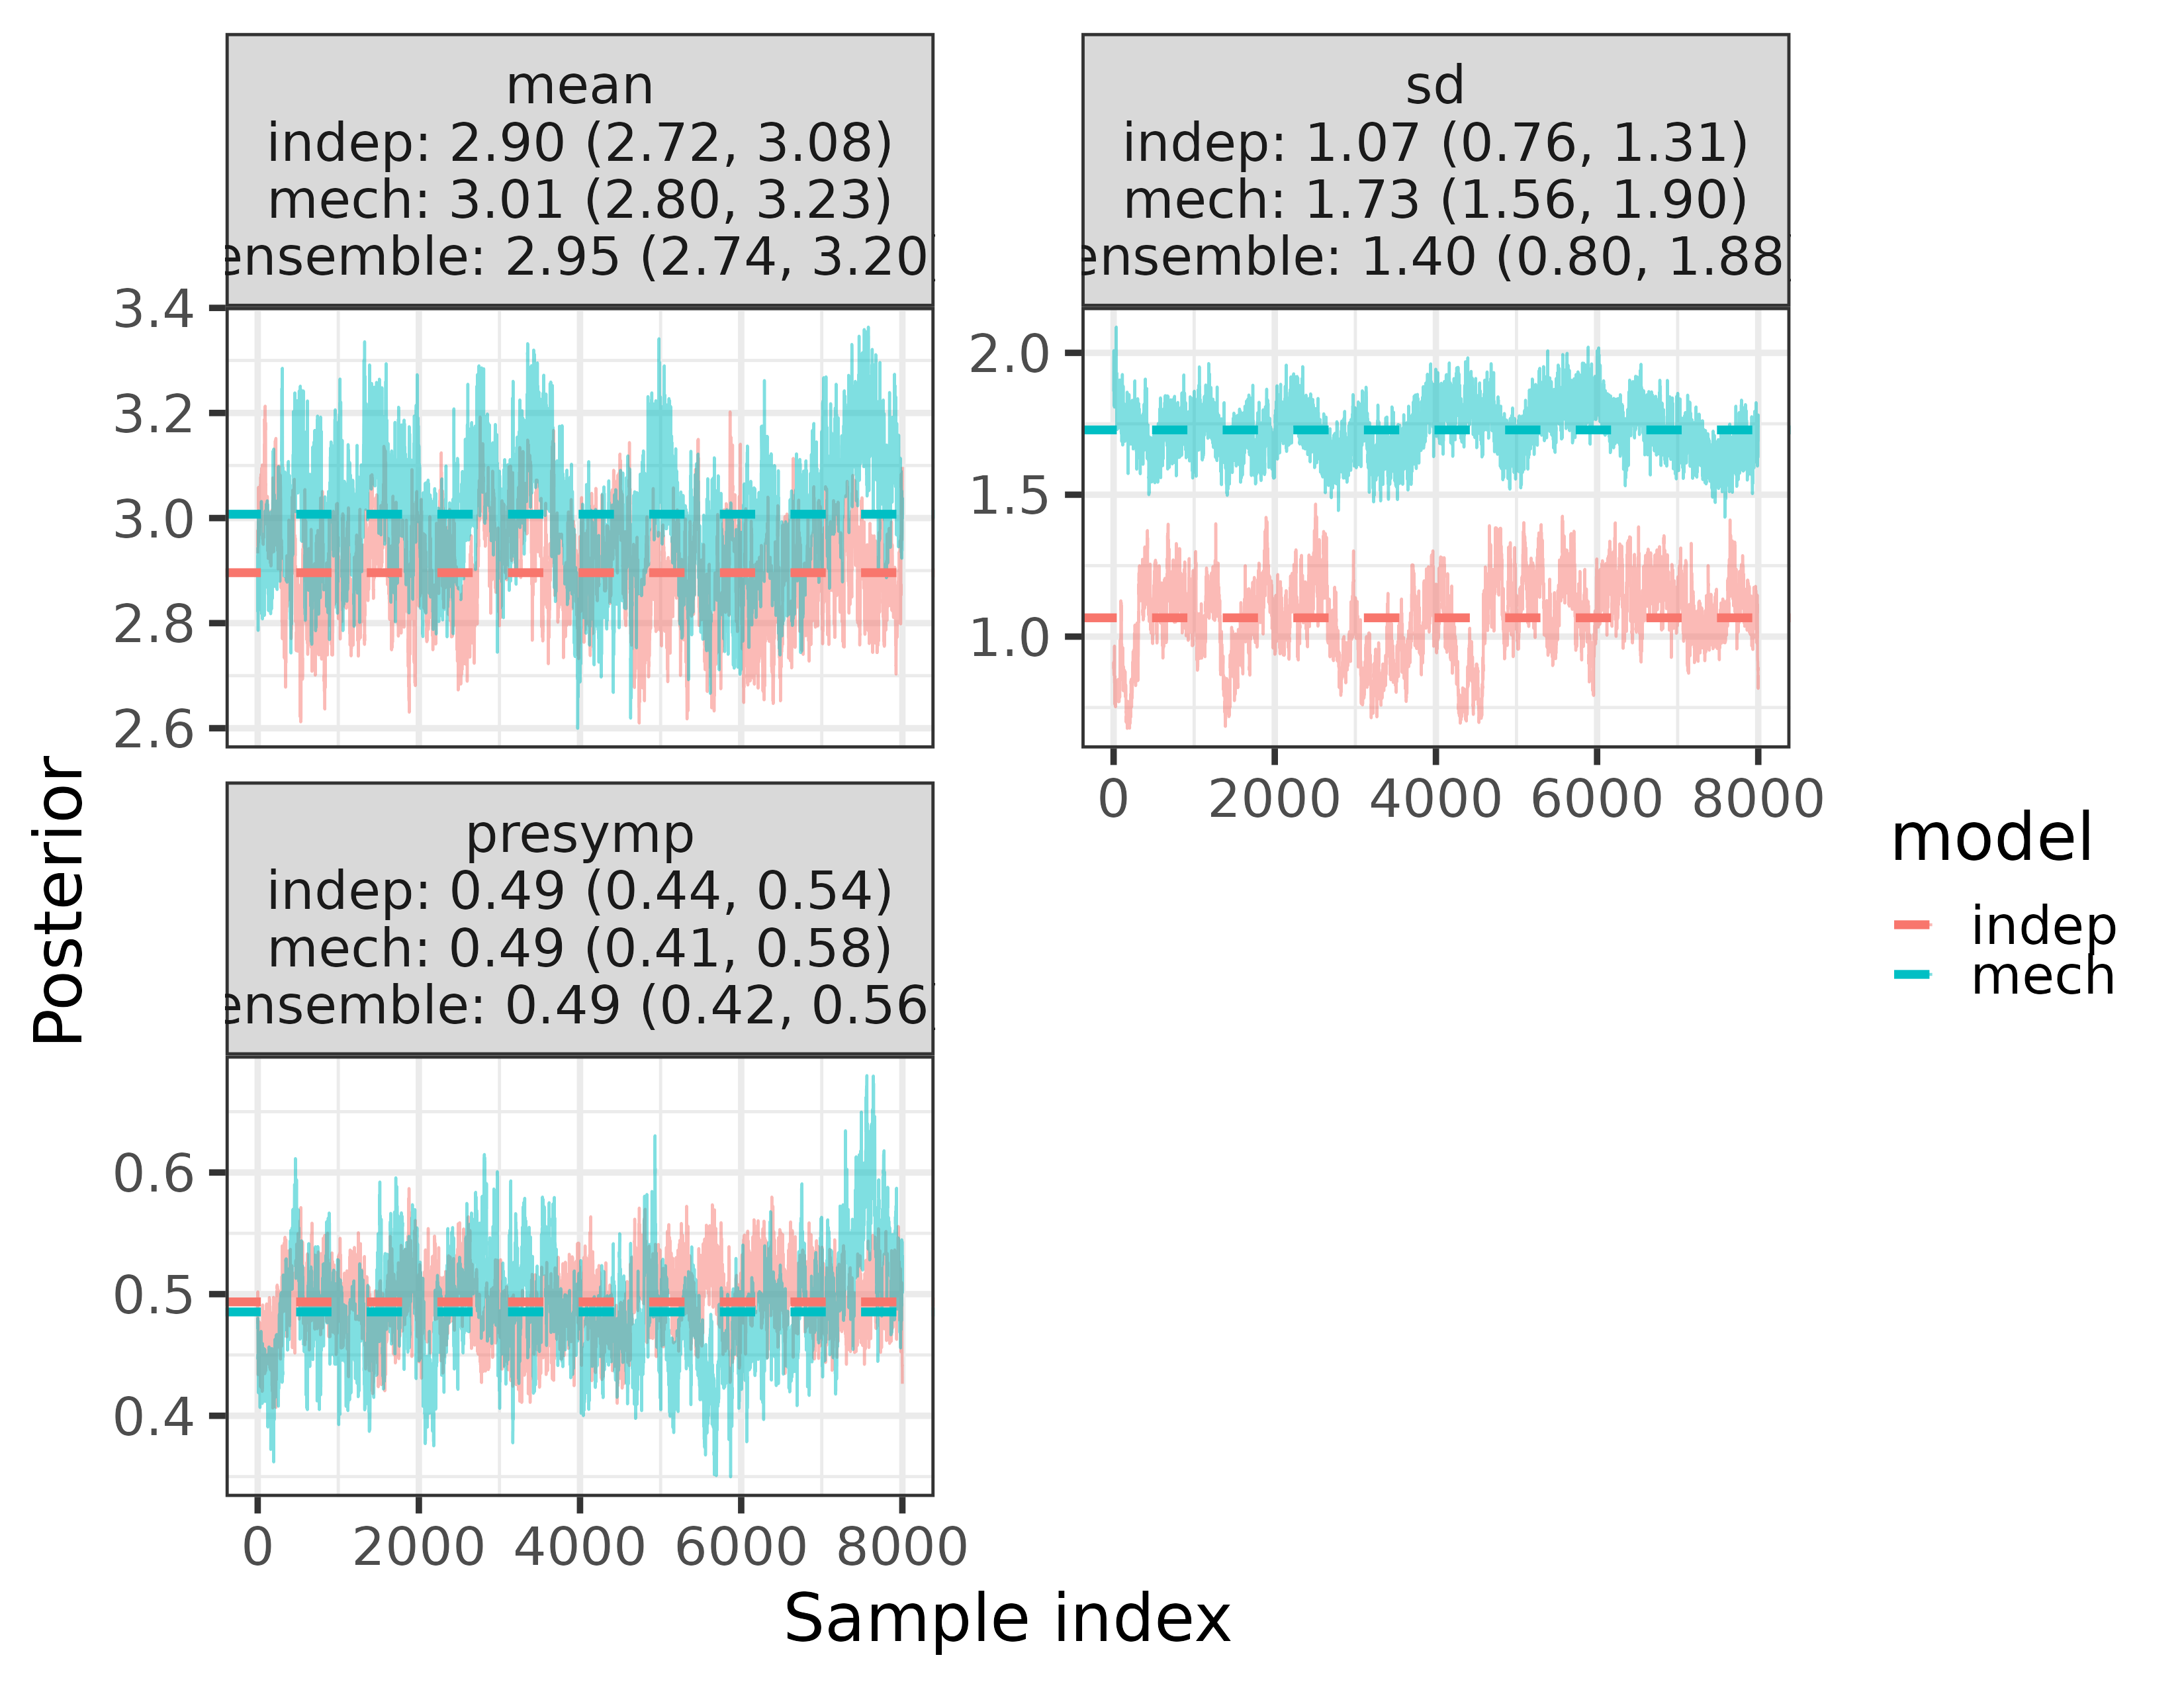 mean
indep: 2.90 (2.72, 3.08)
mech: 3.01 (2.80, 3.23)
ensemble: 2.95 (2.74, 3.20
3.4
3.2
3.0
2.8
2.6
sd
indep: 1.07 (0.76, 1.31)
mech: 1.73 (1.56, 1.90)
ensemble: 1.40 (0.80, 1.88
2.0
1.5
1.0
0 2000 4000 6000 8000
presymp
indep: 0.49 (0.44, 0.54)
mech: 0.49 (0.41, 0.58)
ensemble: 0.49 (0.42, 0.56
0.6
0.5
0.4
0 2000 4000 6000 8000
Posterior
Sample index
model
indep
mech